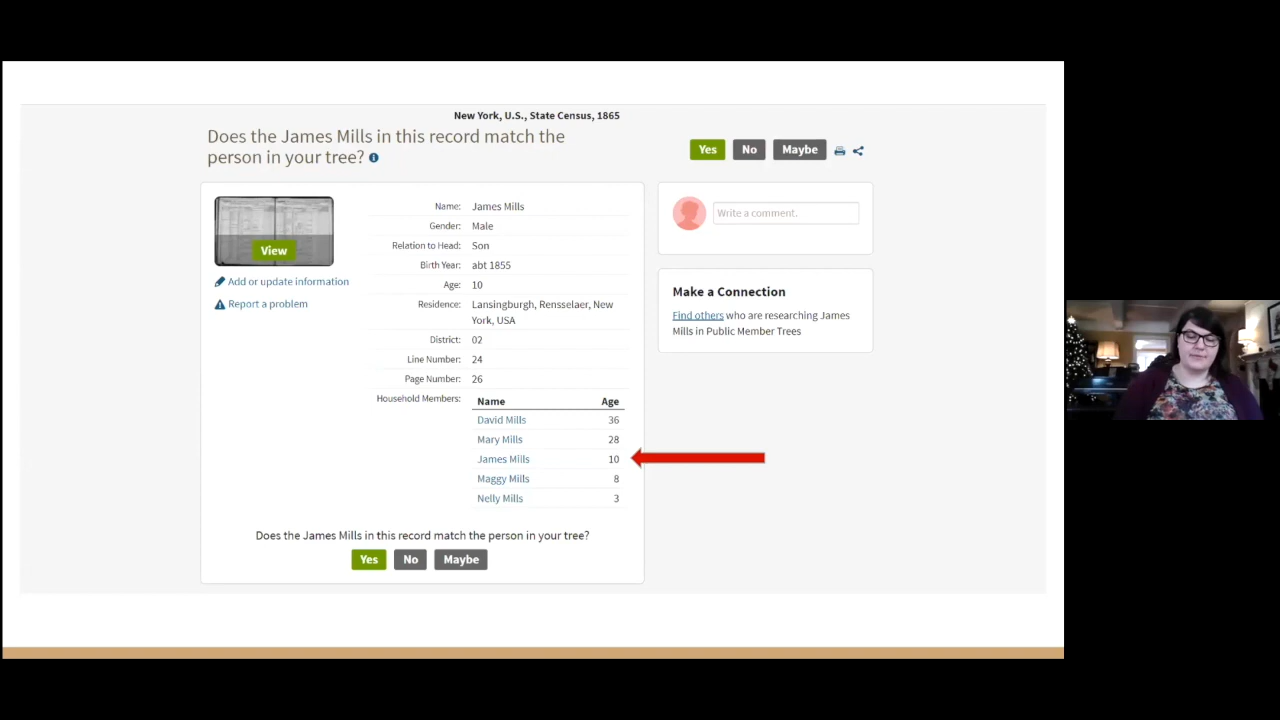 New York, U.S., State Census, 1865
Does the James Mills in this record match the
person in your tree?
Yes No Maybe
View
Add or update information
Report a problem
Name: James Mills
Gender: Male
Relation to Head: Son
Birth Year: abt 1855
Age: 10
Residence: Lansingburgh, Rensselaer, New
York, USA
District: 02
Line Number: 24
Page Number: 26
Household Members: Name Age
David Mills 36
Mary Mills 28
James Mills 10
Maggy Mills 8
Nelly Mills 3
Does the James Mills in this record match the person in your tree?
Yes No Maybe
Write a comment.
Make a Connection
Find others who are researching James
Mills in Public Member Trees